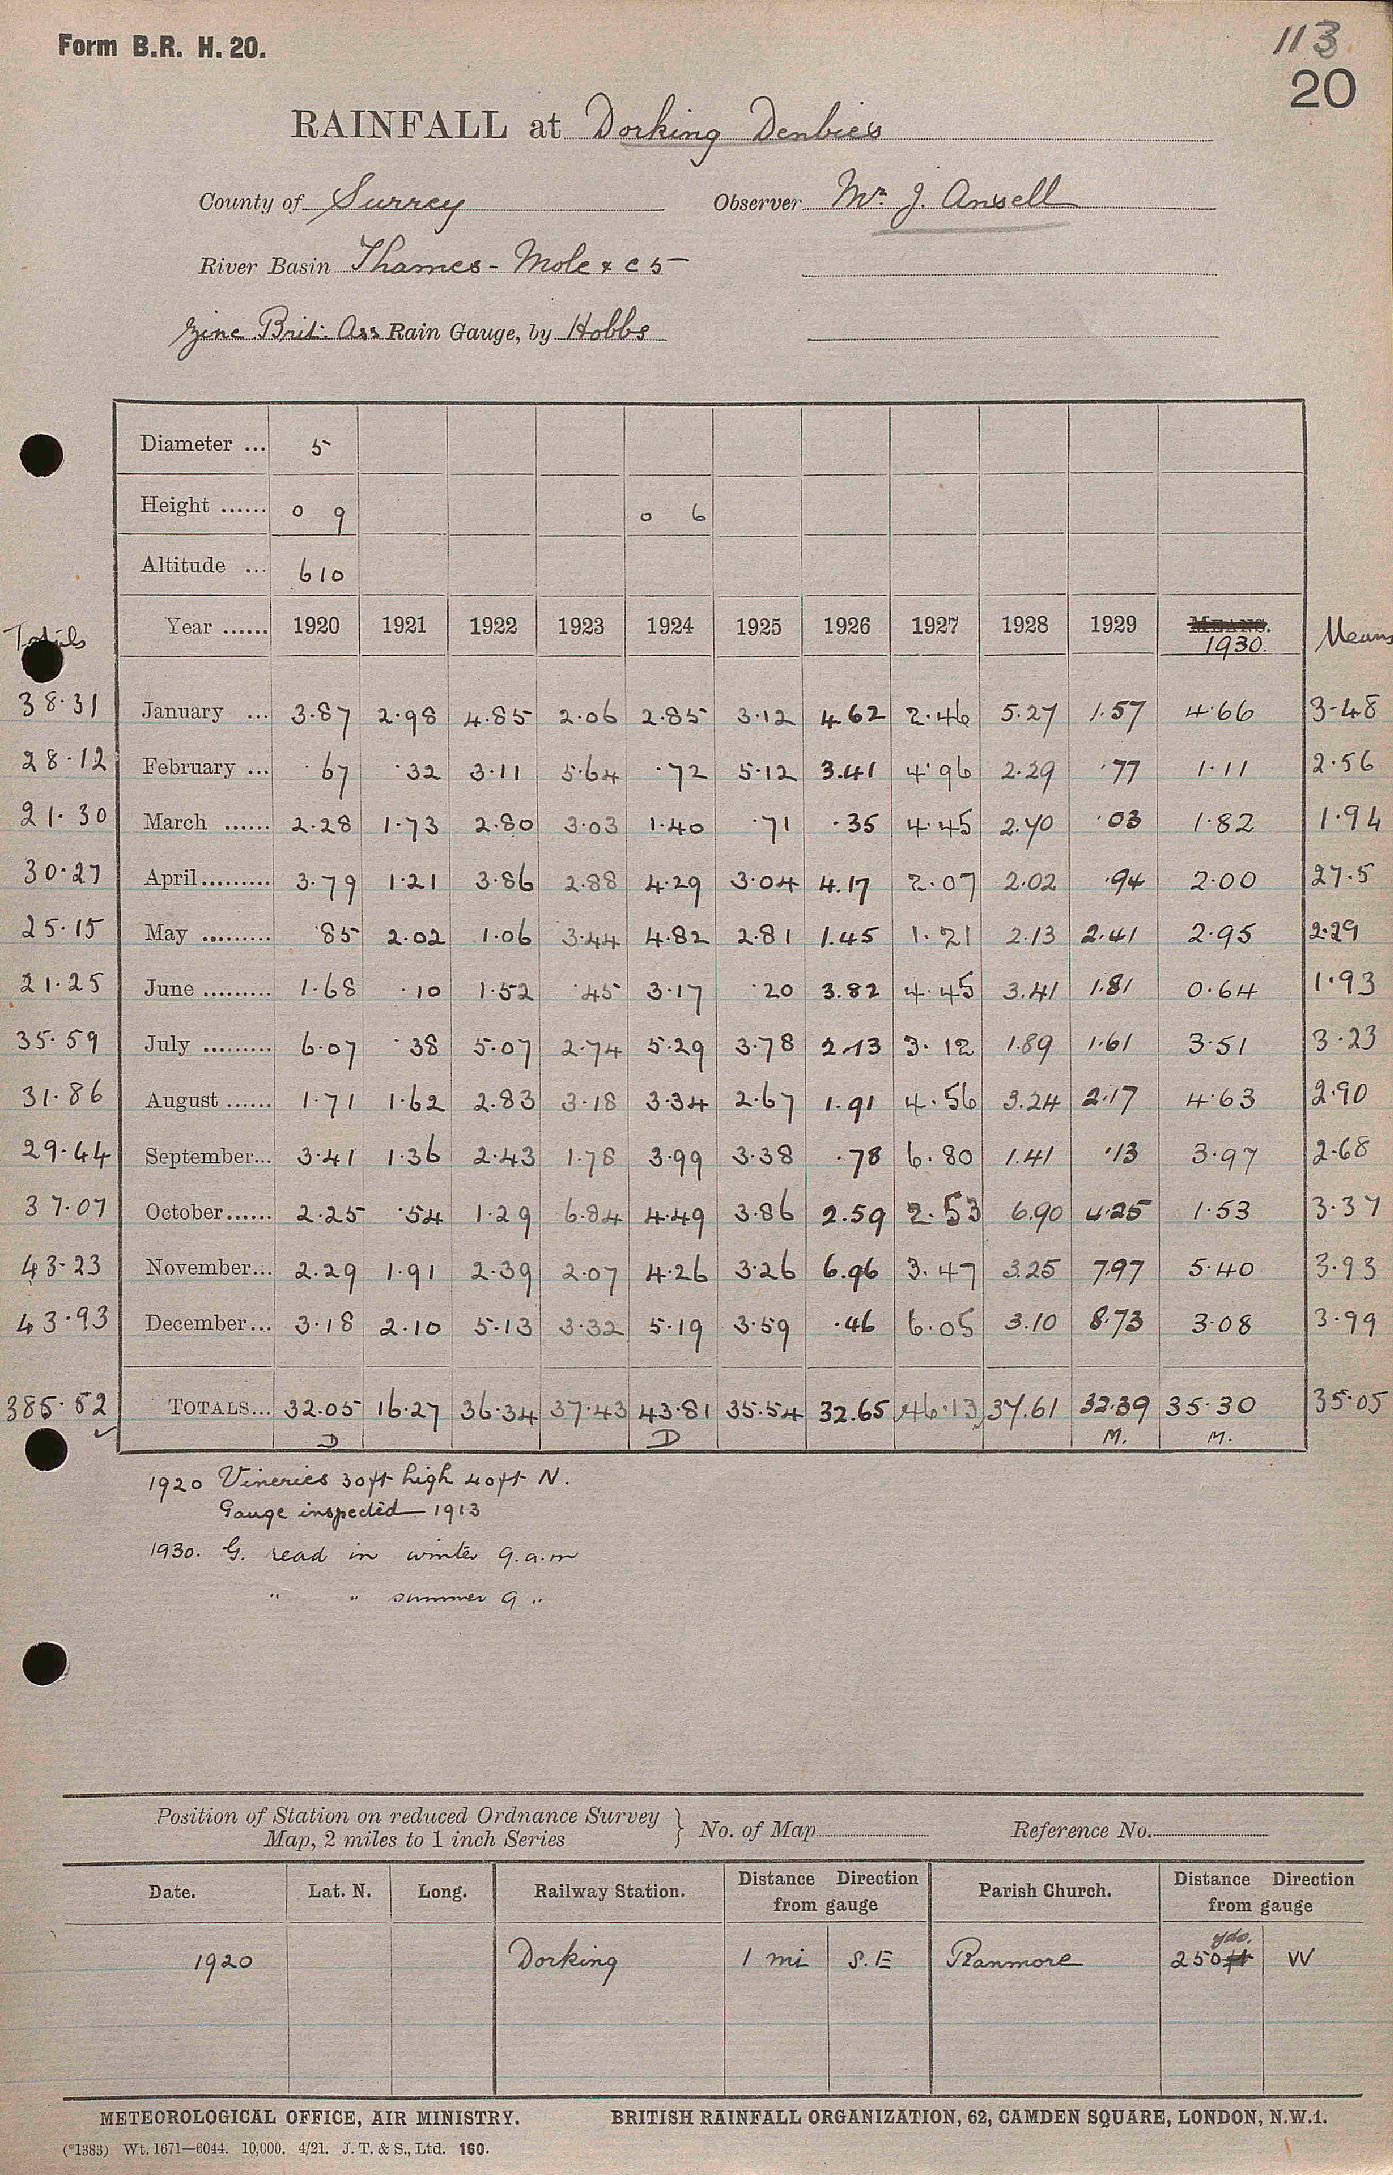 Form B.R. H. 20.
113
20
RAINFALL at Dorking Denbies
County of Surrey Observer Mr. J. Ansell
River Basin Thames - Mole & C 5
Zinc Brit. Ass Rain Gauge, by Hobbs
Diameter ... 5
Height ...... 0 9 0 6
Altitude ... 610
Totals Year ...... 1920 1921 1922 1923 1924 1925 1926 1927 1928 1929 MEANS. 1930. Means
38.31 January ... 3.87 2.98 4.85 2.06 2.85 3.12 4.62 2.46 5.27 1.57 4.66 3.48
28.12 February ... .67 .32 3.11 5.64 .72 5.12 3.41 4.96 2.29 .77 1.11 2.56
21.30 March ...... 2.28 1.73 2.80 3.03 1.40 .71 .35 4.45 2.70 .03 1.82 1.94
30.27 April......... 3.79 1.21 3.86 2.88 4.29 3.04 4.17 2.07 2.02 .94 2.00 27.5
25.15 May ......... .85 2.02 1.06 3.44 4.82 2.81 1.45 1.21 2.13 2.41 2.95 2.29
21.25 June ......... 1.68 .10 1.52 .45 3.17 .20 3.82 4.45 3.41 1.81 0.64 1.93
35.59 July ......... 6.07 .38 5.07 2.74 5.29 3.78 2.13 3.12 1.89 1.61 3.51 3.23
31.86 August ...... 1.71 1.62 2.83 3.18 3.34 2.67 1.91 4.56 3.24 2.17 4.63 2.90
29.44 September... 3.41 1.36 2.43 1.78 3.99 3.38 .78 6.80 1.41 .13 3.97 2.68
37.07 October...... 2.25 .54 1.29 6.84 4.49 3.86 2.59 2.53 6.90 4.25 1.53 3.37
43.23 November... 2.29 1.91 2.39 2.07 4.26 3.26 6.96 3.47 3.25 7.97 5.40 3.93
43.93 December... 3.18 2.10 5.13 3.32 5.19 3.59 .46 6.05 3.10 8.73 3.08 3.99
385.52 TOTALS... 32.05 16.27 36.34 37.43 43.81 35.54 32.65 46.13 37.61 32.39 35.30 35.05
D D M. M.
1920 Vineries 30ft high 40ft N.
Gauge inspected 1913
1930. G. read in winter 9.a.m
" " summer 9 "
Position of Station on reduced Ordnance Survey
Map, 2 miles to 1 inch Series } No. of Map Reference No.
Date. Lat. N. Long. Railway Station. Distance Direction from gauge Parish Church. Distance Direction from gauge
yds.
1920 Dorking 1 mi S.E Ranmore 250 ft W
METEOROLOGICAL OFFICE, AIR MINISTRY. BRITISH RAINFALL ORGANIZATION, 62, CAMDEN SQUARE, LONDON, N.W.1.
(*1383) Wt. 1671—6044. 10,000. 4/21. J. T. & S., Ltd. 160.